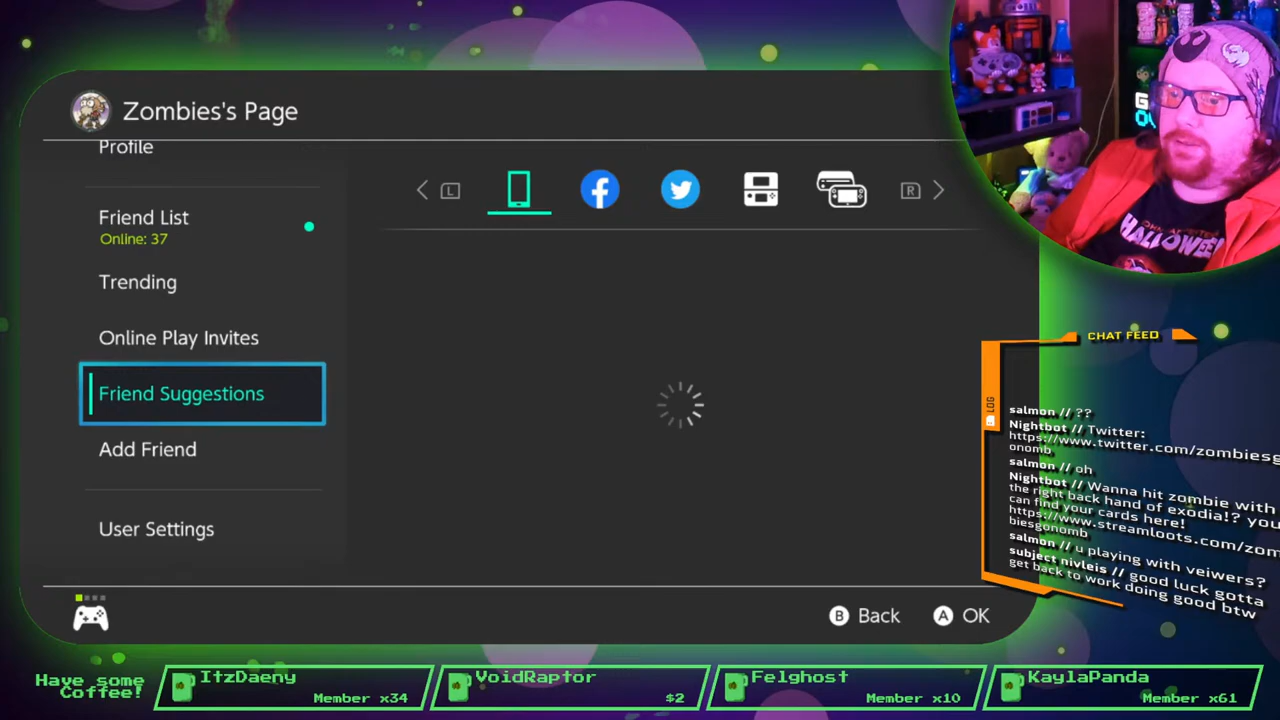 Zombies's Page
Profile
Friend List
Online: 37
Trending
Online Play Invites
Friend Suggestions
Add Friend
User Settings
L
R
B Back
A OK
HALLOWEEN
CHAT FEED
LOG
salmon // ??
Nightbot // Twitter:
https://www.twitter.com/zombiesg
onomb
salmon // oh
Nightbot // Wanna hit zombie with
the right back hand of exodia!? you
can find your cards here!
https://www.streamloots.com/zom
biesgonomb
salmon // u playing with veiwers?
subject nivleis // good luck gotta
get back to work doing good btw
Have some
Coffee!
ItzDaeny
Member x34
VoidRaptor
$2
Felghost
Member x10
KaylaPanda
Member x61